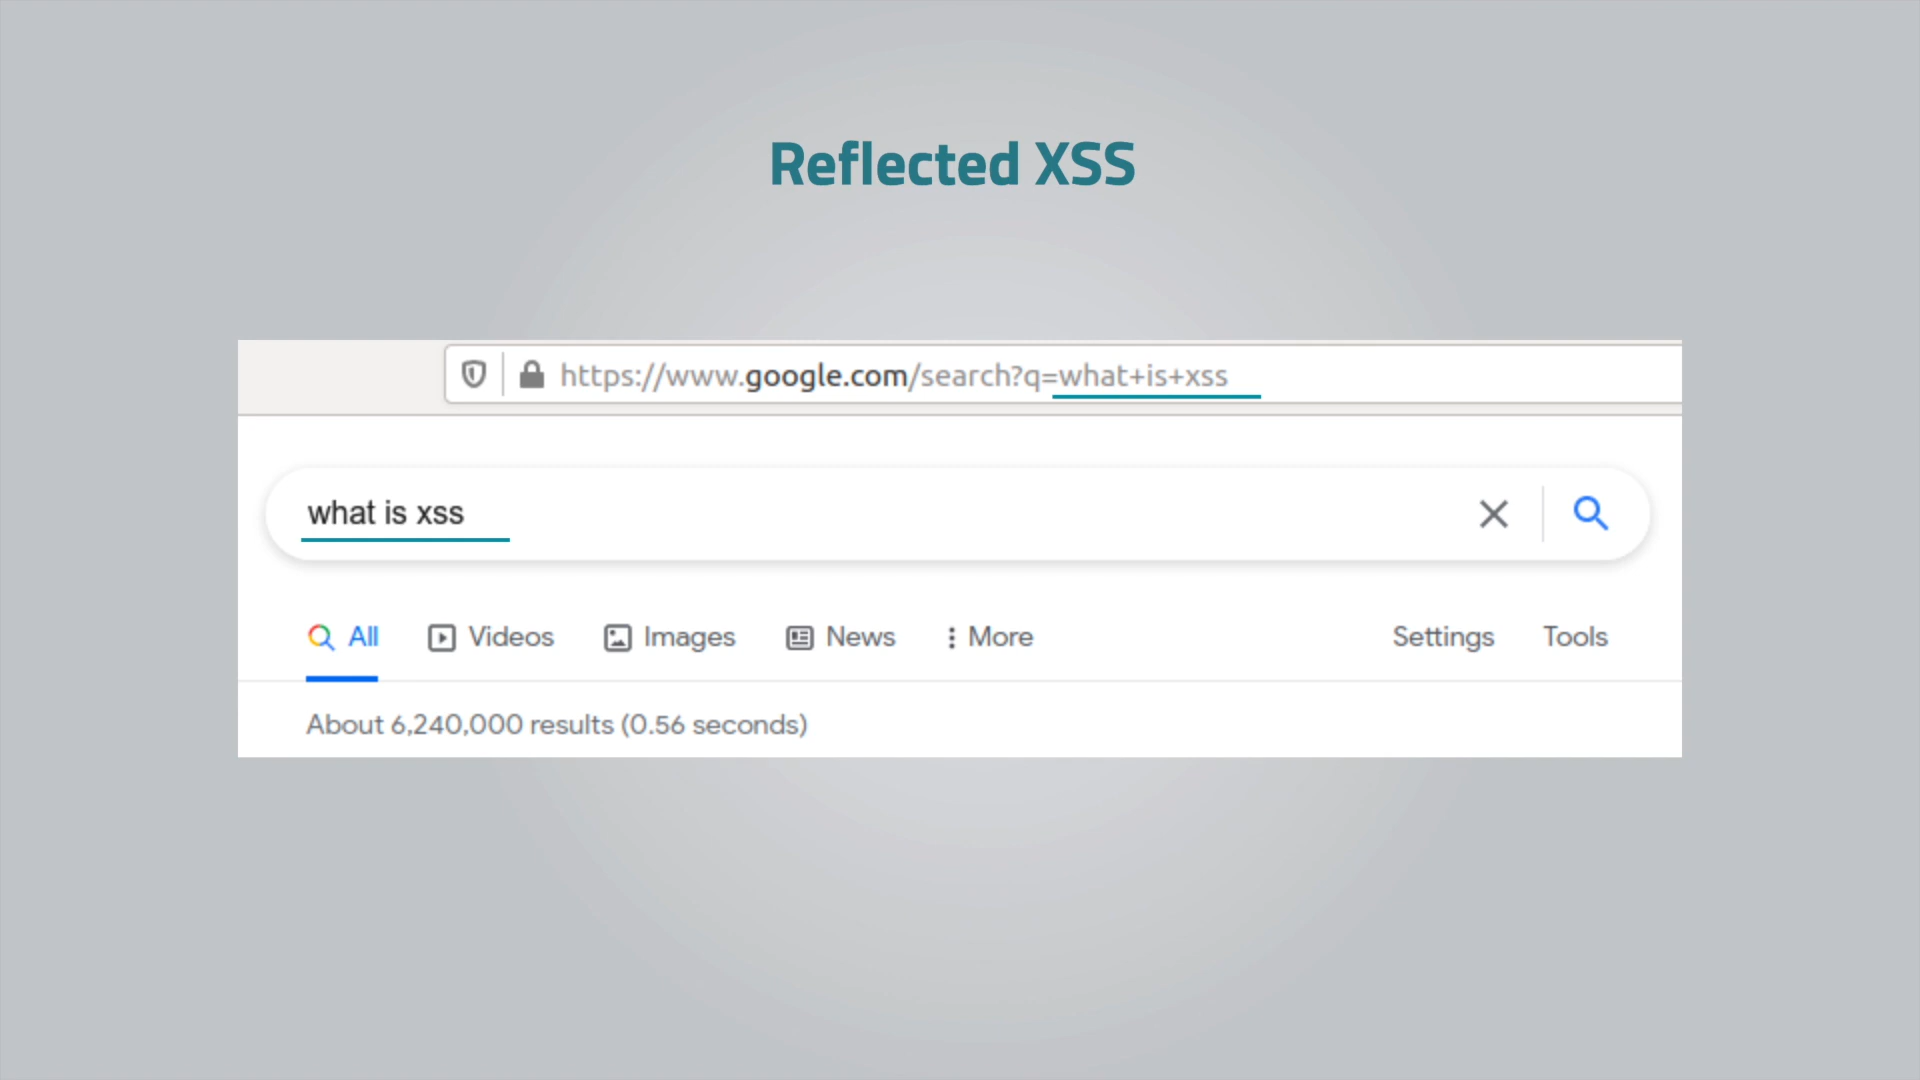 Reflected XSS
https://www.google.com/search?q=what+is+xss
what is xss
All Videos Images News More Settings Tools
About 6,240,000 results (0.56 seconds)